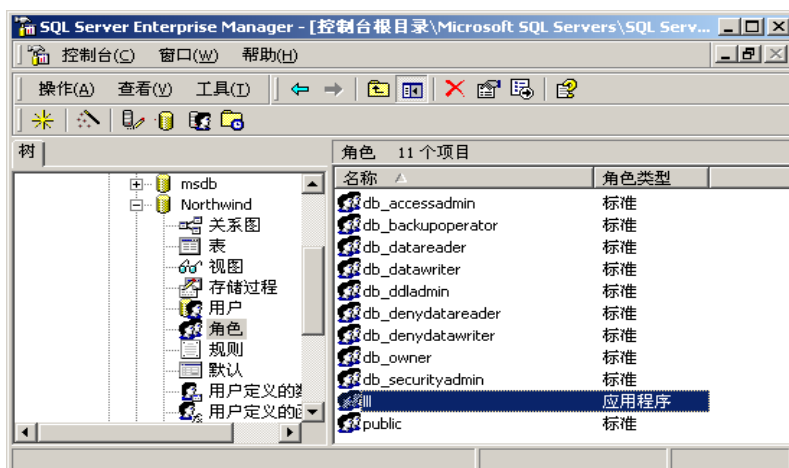 SQL Server Enterprise Manager - [控制台根目录\Microsoft SQL Servers\SQL Serv...
控制台(C) 窗口(W) 帮助(H)
操作(A) 查看(V) 工具(T)
树
角色 11 个项目
名称 角色类型
msdb
Northwind
关系图
表
视图
存储过程
用户
角色
规则
默认
用户定义的
用户定义的
db_accessadmin 标准
db_backupoperator 标准
db_datareader 标准
db_datawriter 标准
db_ddladmin 标准
db_denydatareader 标准
db_denydatawriter 标准
db_owner 标准
db_securityadmin 标准
lll 应用程序
public 标准